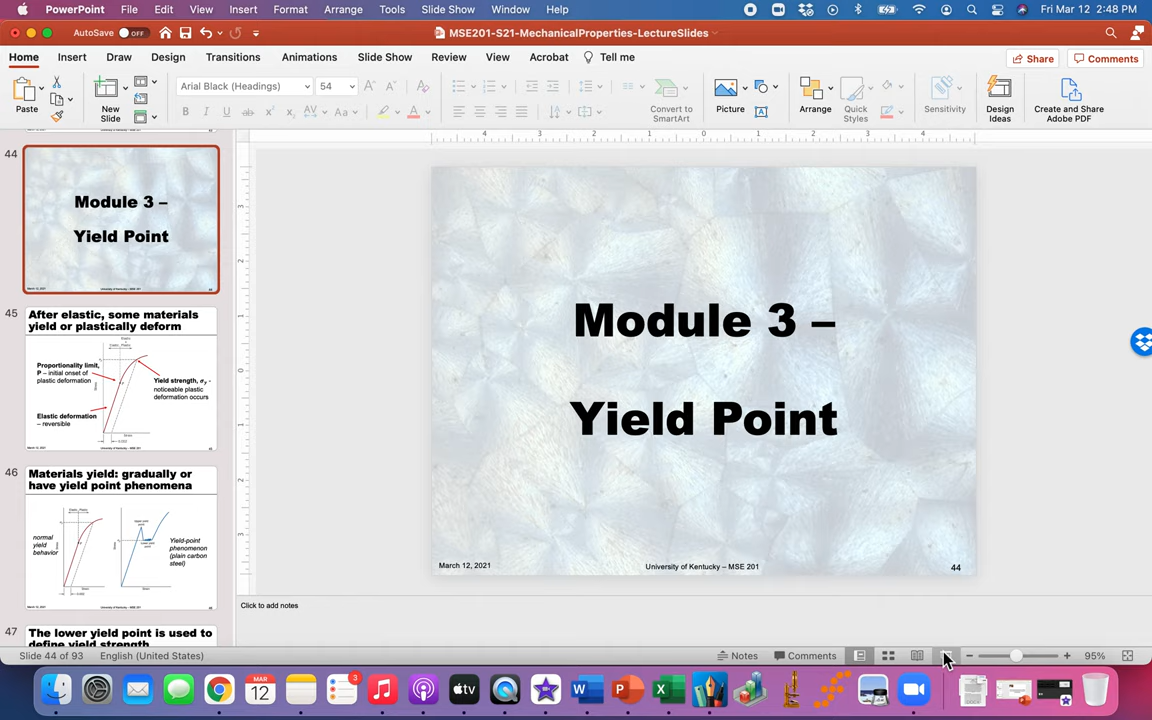 PowerPoint File Edit View Insert Format Arrange Tools Slide Show Window Help Fri Mar 12 2:48 PM
AutoSave OFF MSE201-S21-MechanicalProperties-LectureSlides
Home Insert Draw Design Transitions Animations Slide Show Review View Acrobat Tell me Share Comments
Arial Black (Headings) 54
Paste New Slide Convert to SmartArt Picture Arrange Quick Styles Sensitivity Design Ideas Create and Share Adobe PDF
44
Module 3 –
Yield Point
45
After elastic, some materials
yield or plastically deform
Proportionality limit,
P – initial onset of
plastic deformation
Yield strength, σy -
noticeable plastic
deformation occurs
Elastic deformation
– reversible
46
Materials yield: gradually or
have yield point phenomena
normal
yield
behavior
Yield-point
phenomenon
(plain carbon
steel)
47
The lower yield point is used to
define yield strength
Module 3 –
Yield Point
March 12, 2021 University of Kentucky – MSE 201 44
Click to add notes
Slide 44 of 93 English (United States) Notes Comments 95%
MAR
12
3